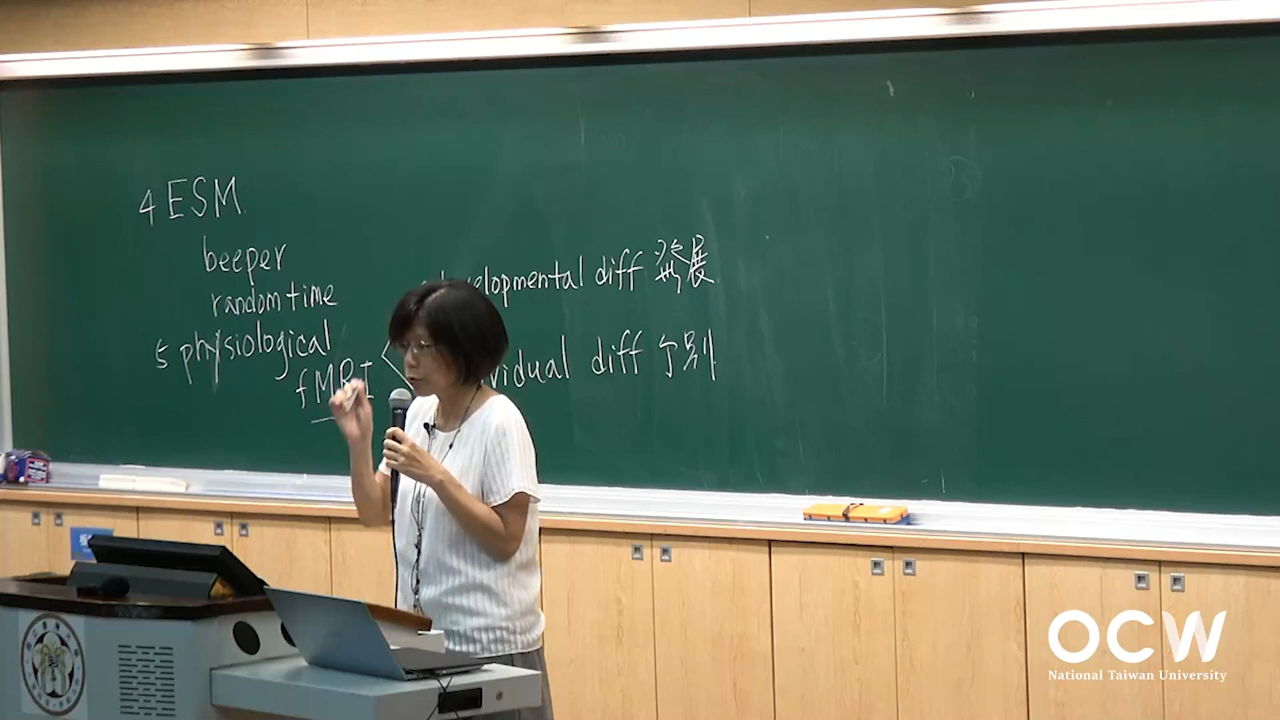 4 ESM
beeper
random time
5 physiological
fMRI
developmental diff 發展
vidual diff 个別
OCW
National Taiwan University